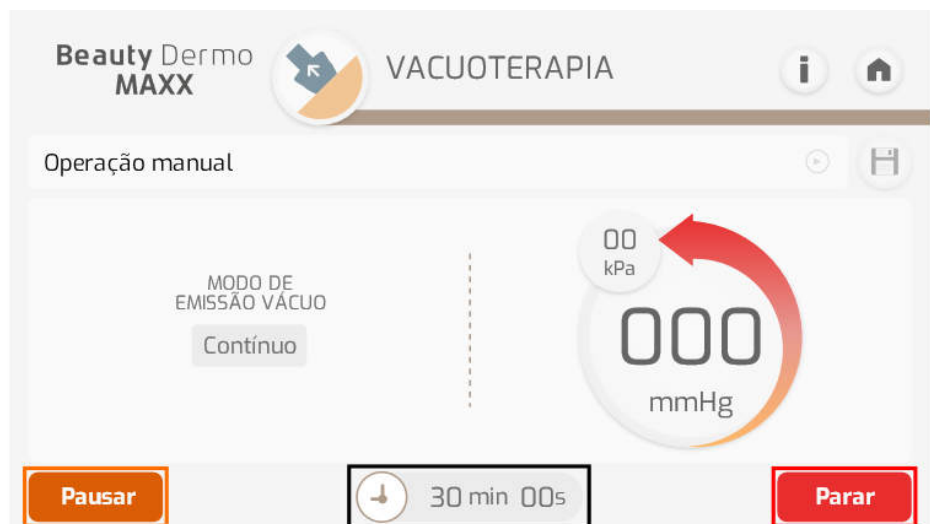 Beauty Dermo
MAXX
VACUOTERAPIA
i
Operação manual
MODO DE
EMISSÃO VÁCUO
Contínuo
00
kPa
000
mmHg
Pausar
30 min 00s
Parar